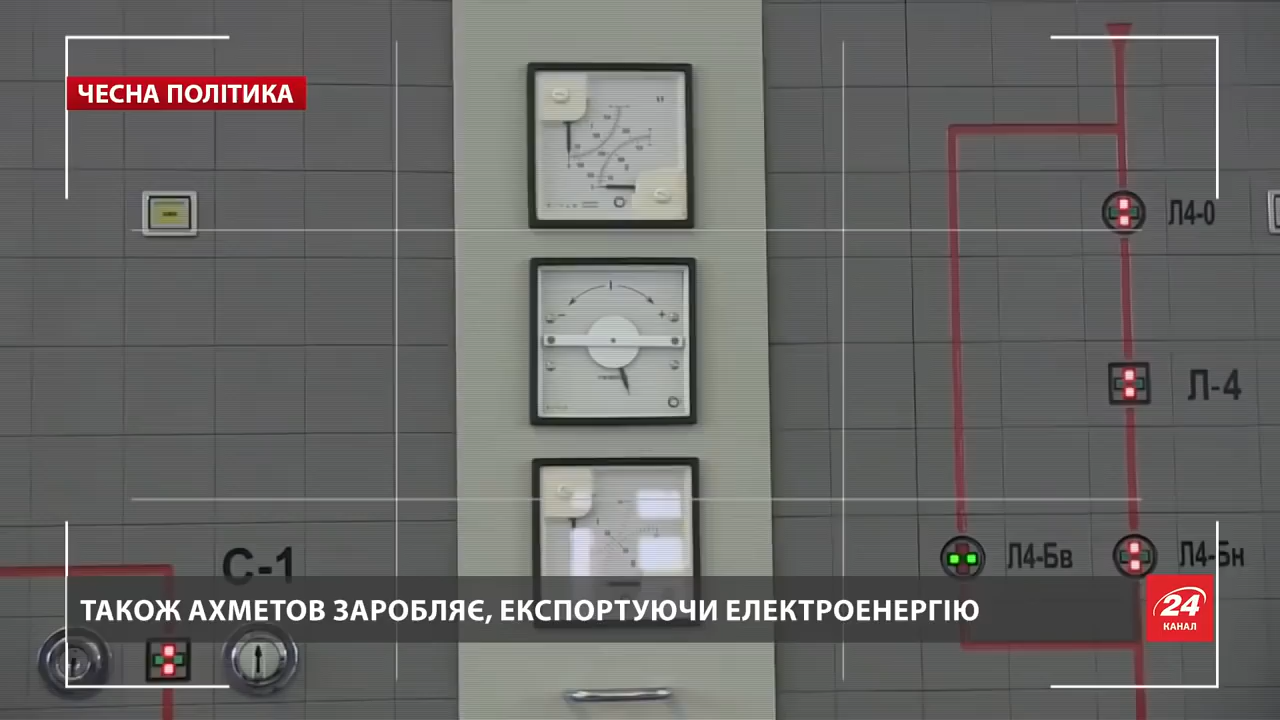 ЧЕСНА ПОЛІТИКА
Л4-0
Л-4
Л4-Бв
Л4-Бн
С-1
ТАКОЖ АХМЕТОВ ЗАРОБЛЯЄ, ЕКСПОРТУЮЧИ ЕЛЕКТРОЕНЕРГІЮ
24
КАНАЛ